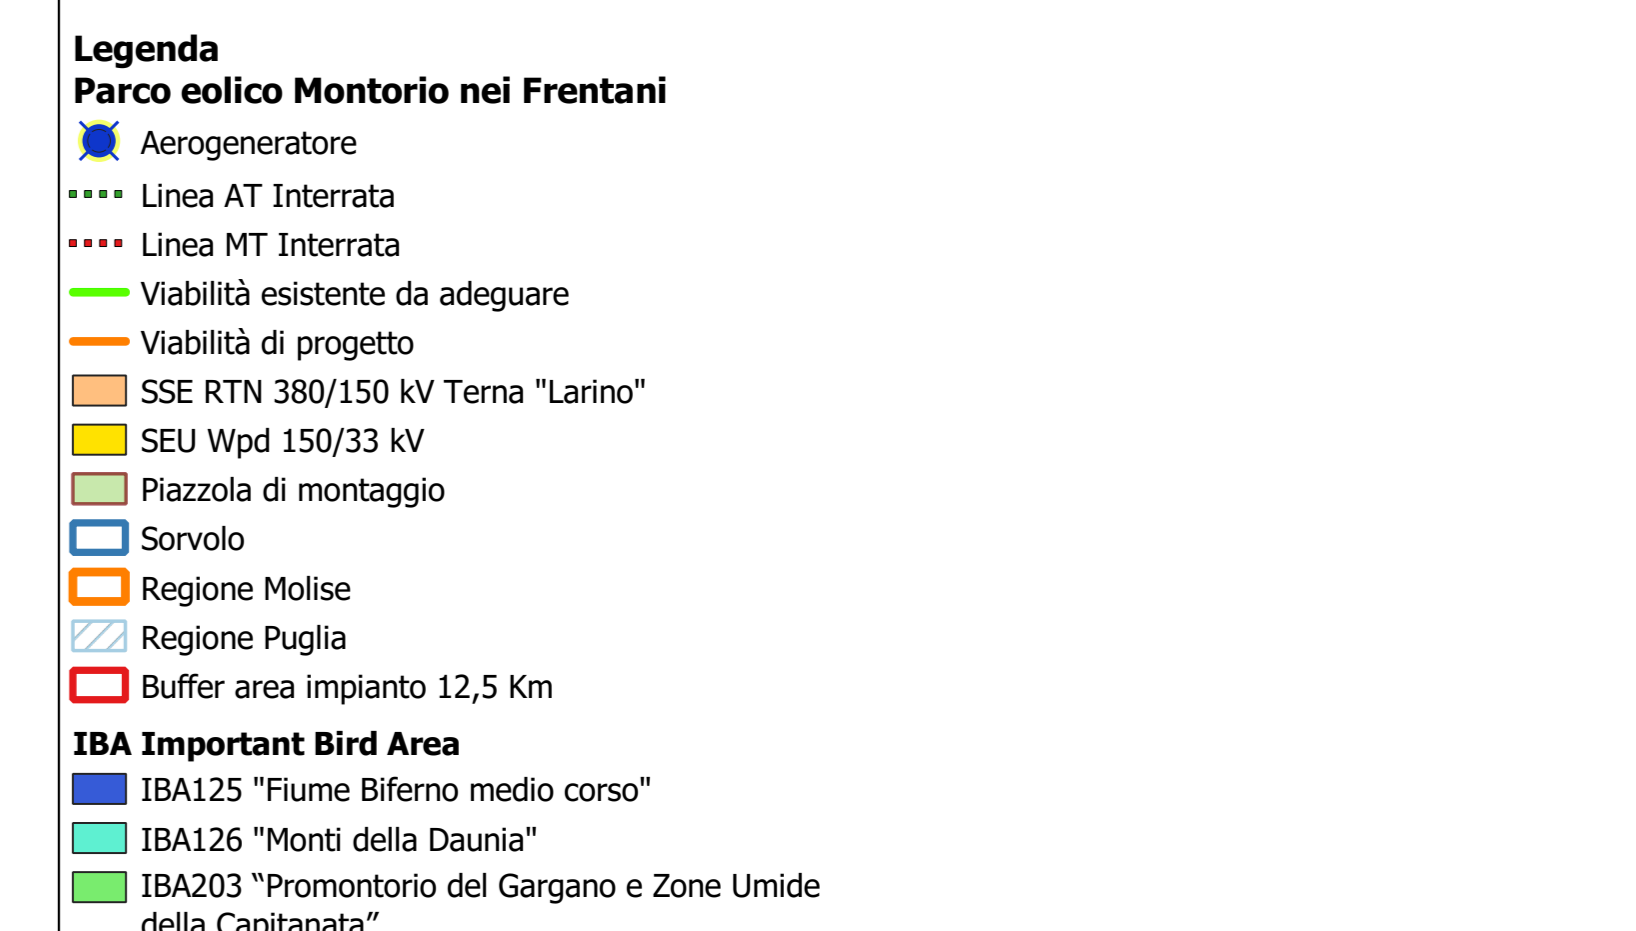 Legenda
Parco eolico Montorio nei Frentani
Aerogeneratore
Linea AT Interrata
Linea MT Interrata
Viabilità esistente da adeguare
Viabilità di progetto
SSE RTN 380/150 kV Terna "Larino"
SEU Wpd 150/33 kV
Piazzola di montaggio
Sorvolo
Regione Molise
Regione Puglia
Buffer area impianto 12,5 Km
IBA Important Bird Area
IBA125 "Fiume Biferno medio corso"
IBA126 "Monti della Daunia"
IBA203 “Promontorio del Gargano e Zone Umide
della Capitanata”